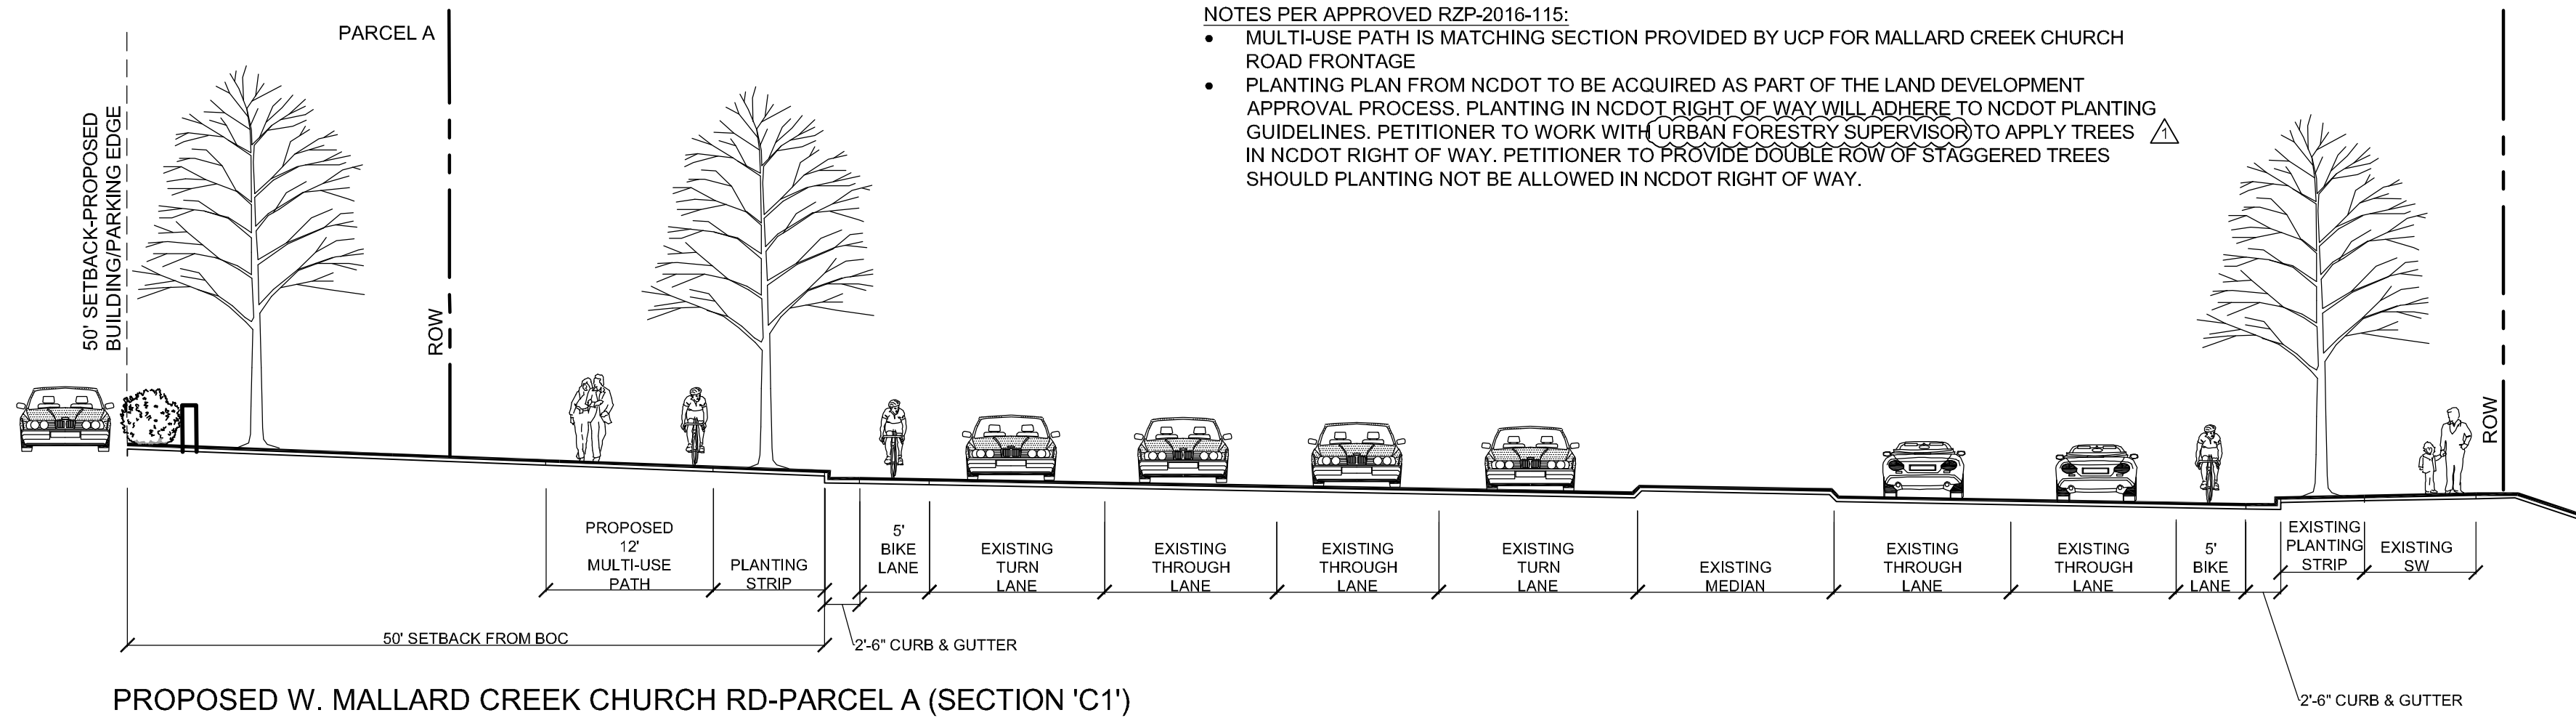 NOTES PER APPROVED RZP-2016-115:
• MULTI-USE PATH IS MATCHING SECTION PROVIDED BY UCP FOR MALLARD CREEK CHURCH
ROAD FRONTAGE
• PLANTING PLAN FROM NCDOT TO BE ACQUIRED AS PART OF THE LAND DEVELOPMENT
APPROVAL PROCESS. PLANTING IN NCDOT RIGHT OF WAY WILL ADHERE TO NCDOT PLANTING
GUIDELINES. PETITIONER TO WORK WITH URBAN FORESTRY SUPERVISOR TO APPLY TREES
1
IN NCDOT RIGHT OF WAY. PETITIONER TO PROVIDE DOUBLE ROW OF STAGGERED TREES
SHOULD PLANTING NOT BE ALLOWED IN NCDOT RIGHT OF WAY.
PARCEL A
50' SETBACK-PROPOSED
BUILDING/PARKING EDGE
ROW
ROW
PROPOSED
12'
MULTI-USE
PATH
PLANTING
STRIP
5'
BIKE
LANE
EXISTING
TURN
LANE
EXISTING
THROUGH
LANE
EXISTING
THROUGH
LANE
EXISTING
TURN
LANE
EXISTING
MEDIAN
EXISTING
THROUGH
LANE
EXISTING
THROUGH
LANE
5'
BIKE
LANE
EXISTING
PLANTING
STRIP
EXISTING
SW
50' SETBACK FROM BOC
2'-6" CURB & GUTTER
2'-6" CURB & GUTTER
PROPOSED W. MALLARD CREEK CHURCH RD-PARCEL A (SECTION 'C1')